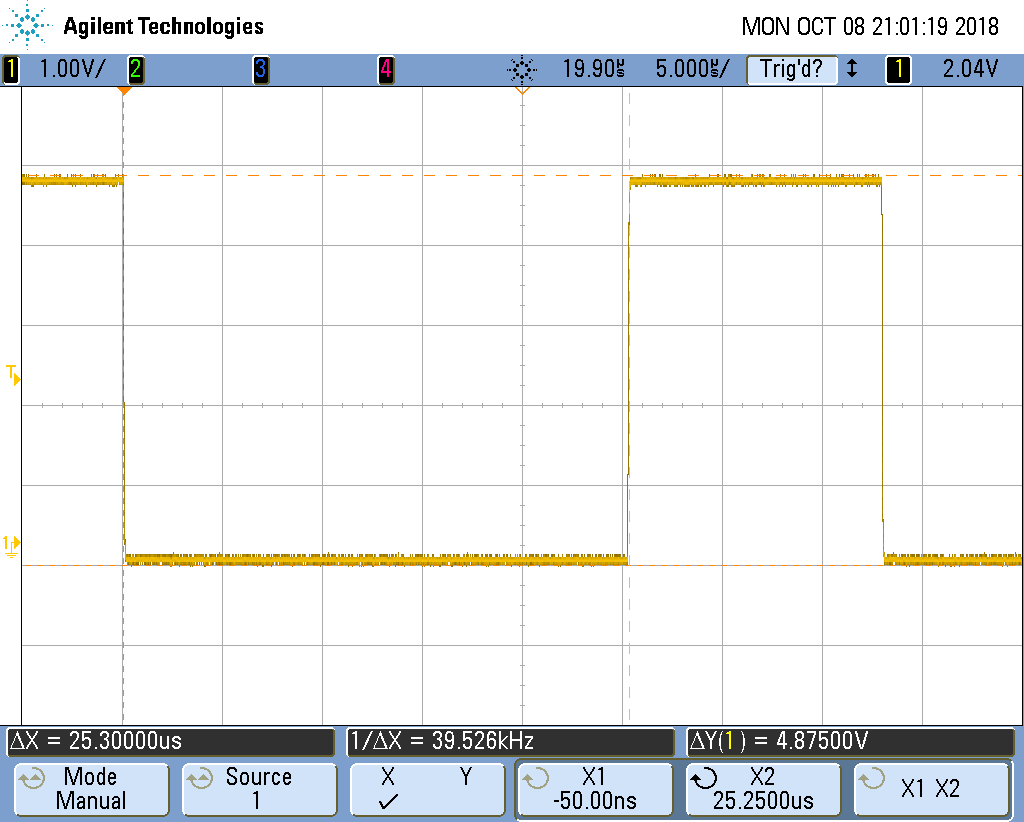 Agilent Technologies MON OCT 08 21:01:19 2018
1 1.00V/ 2 3 4 19.90µs 5.000µs/ Trig'd? ↕ 1 2.04V
T
1
ΔX = 25.30000us 1/ΔX = 39.526kHz ΔY(1) = 4.87500V
Mode Source X Y X1 X2 X1 X2
Manual 1 ✓ -50.00ns 25.2500us